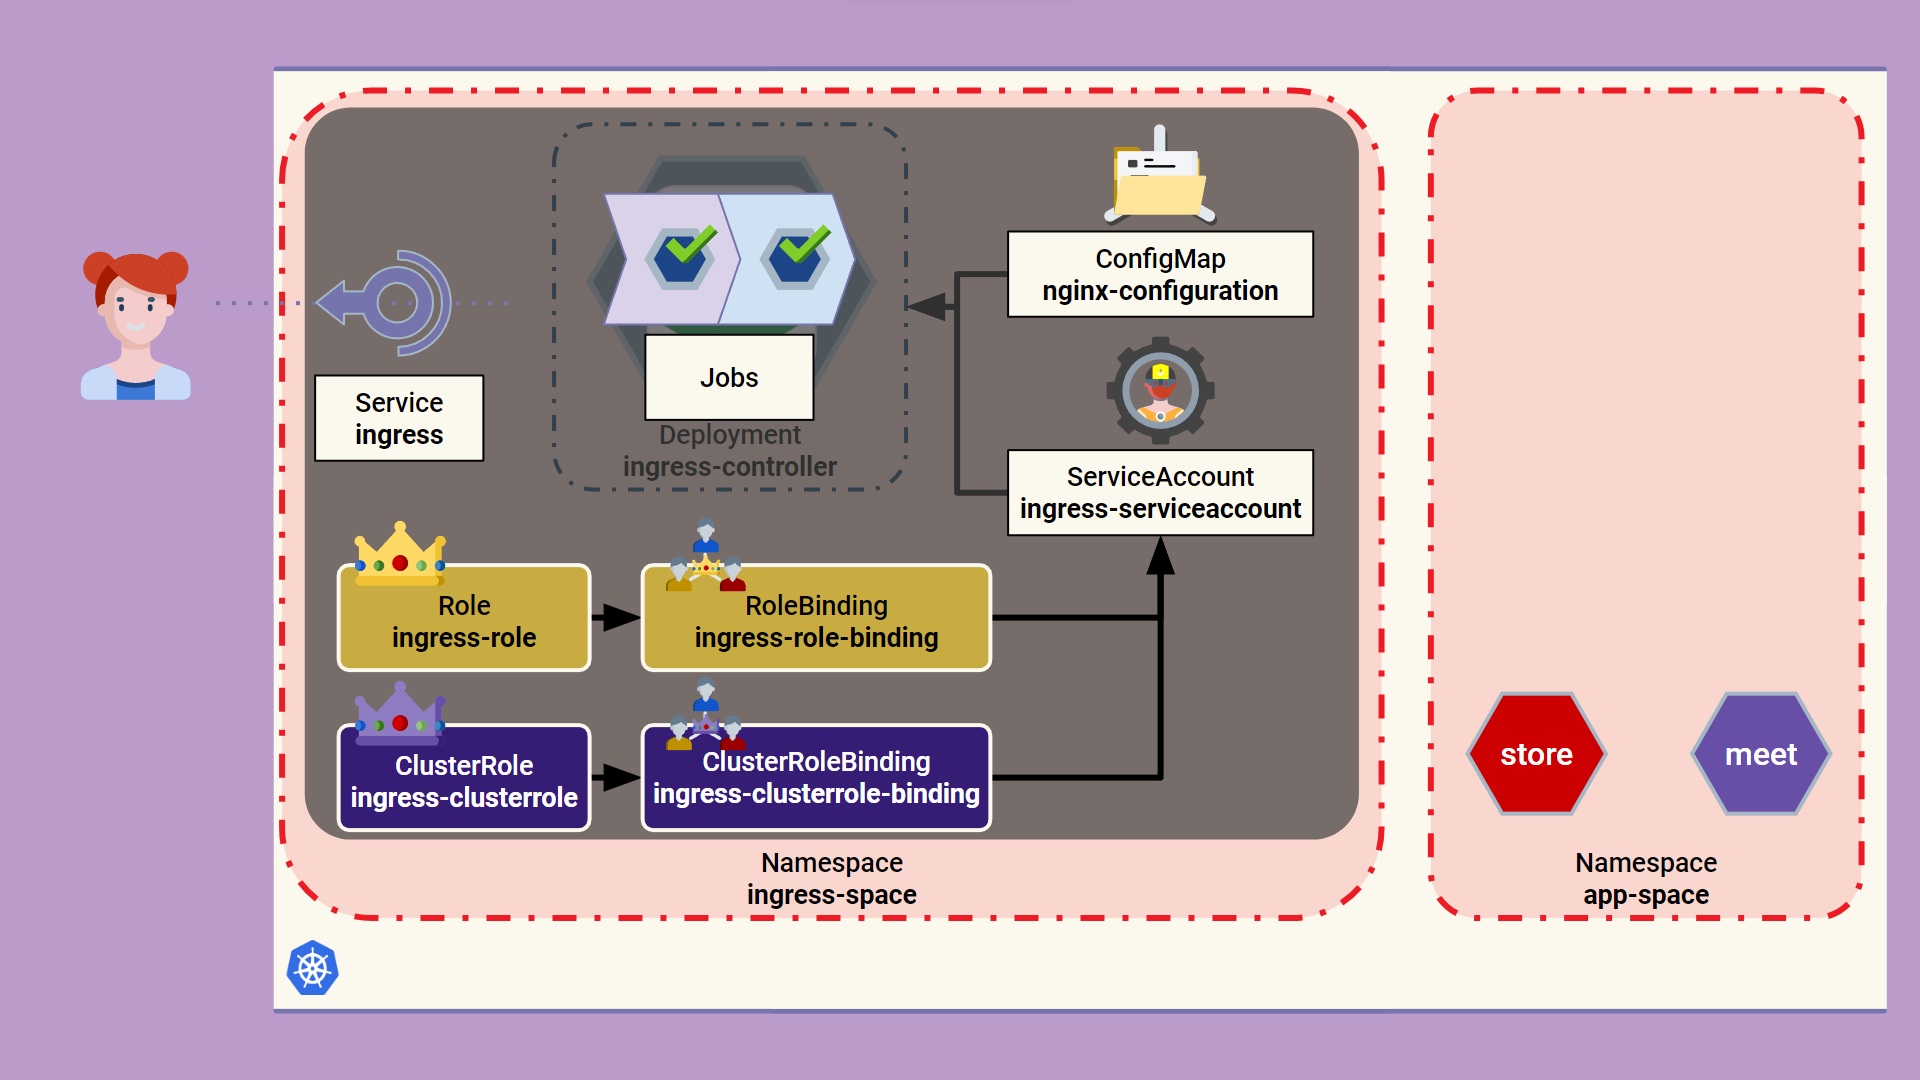 ConfigMap
nginx-configuration
Jobs
Service
ingress
Deployment
ingress-controller
ServiceAccount
ingress-serviceaccount
Role
ingress-role
RoleBinding
ingress-role-binding
ClusterRole
ingress-clusterrole
ClusterRoleBinding
ingress-clusterrole-binding
store
meet
Namespace
ingress-space
Namespace
app-space